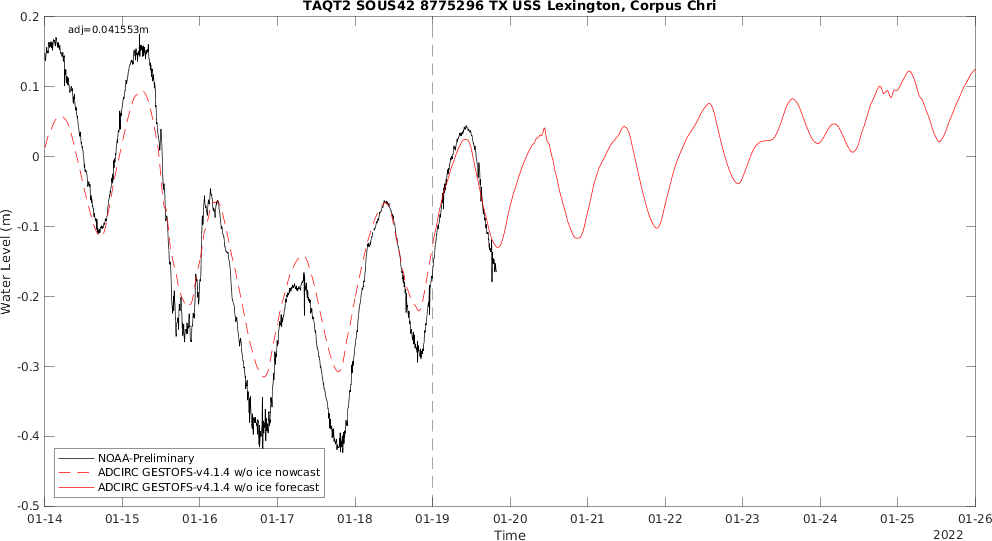 TAQT2 SOUS42 8775296 TX USS Lexington, Corpus Chri
adj=0.041553m
Water Level (m)
0.2
0.1
0
-0.1
-0.2
-0.3
-0.4
-0.5
NOAA-Preliminary
ADCIRC GESTOFS-v4.1.4 w/o ice nowcast
ADCIRC GESTOFS-v4.1.4 w/o ice forecast
01-14 01-15 01-16 01-17 01-18 01-19 01-20 01-21 01-22 01-23 01-24 01-25 01-26
Time
2022